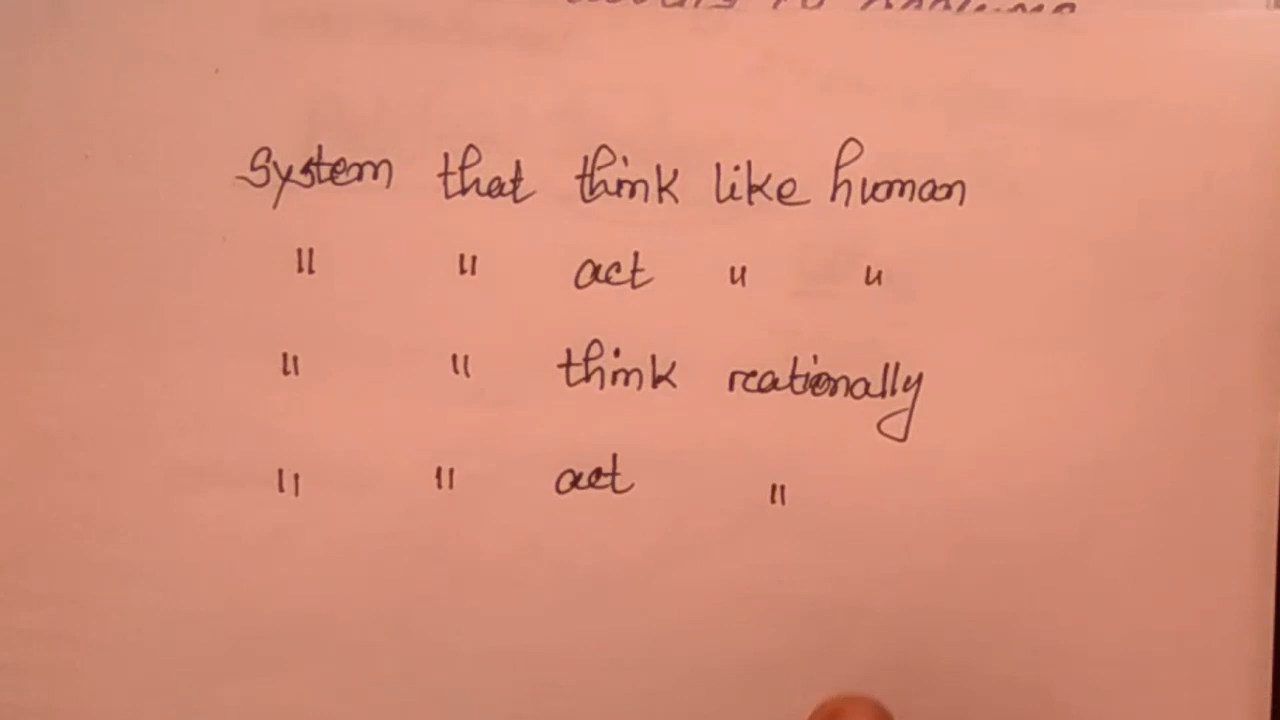 System that think like human
" " act " "
" " think rationally
" " act "